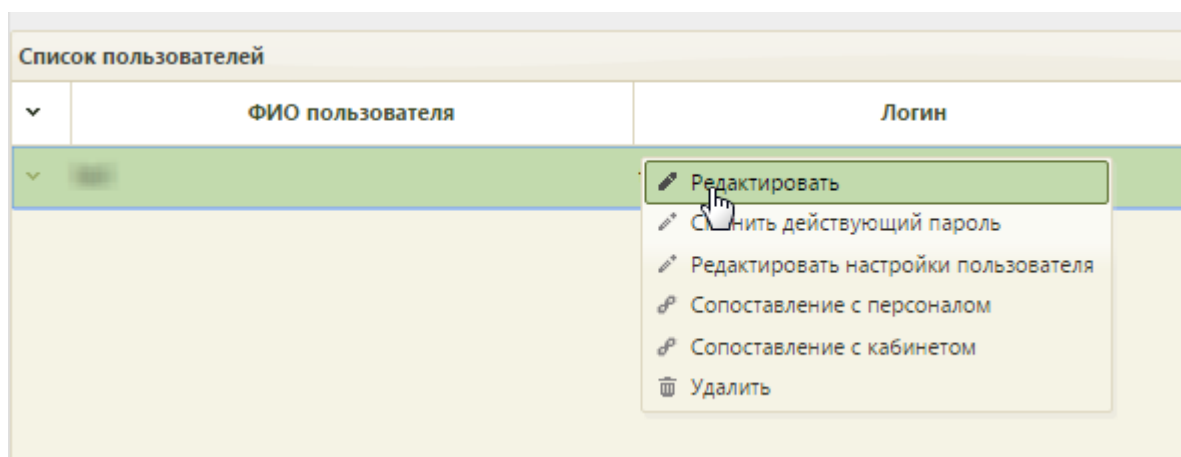 Список пользователей
ФИО пользователя Логин
Редактировать
Сменить действующий пароль
Редактировать настройки пользователя
Сопоставление с персоналом
Сопоставление с кабинетом
Удалить